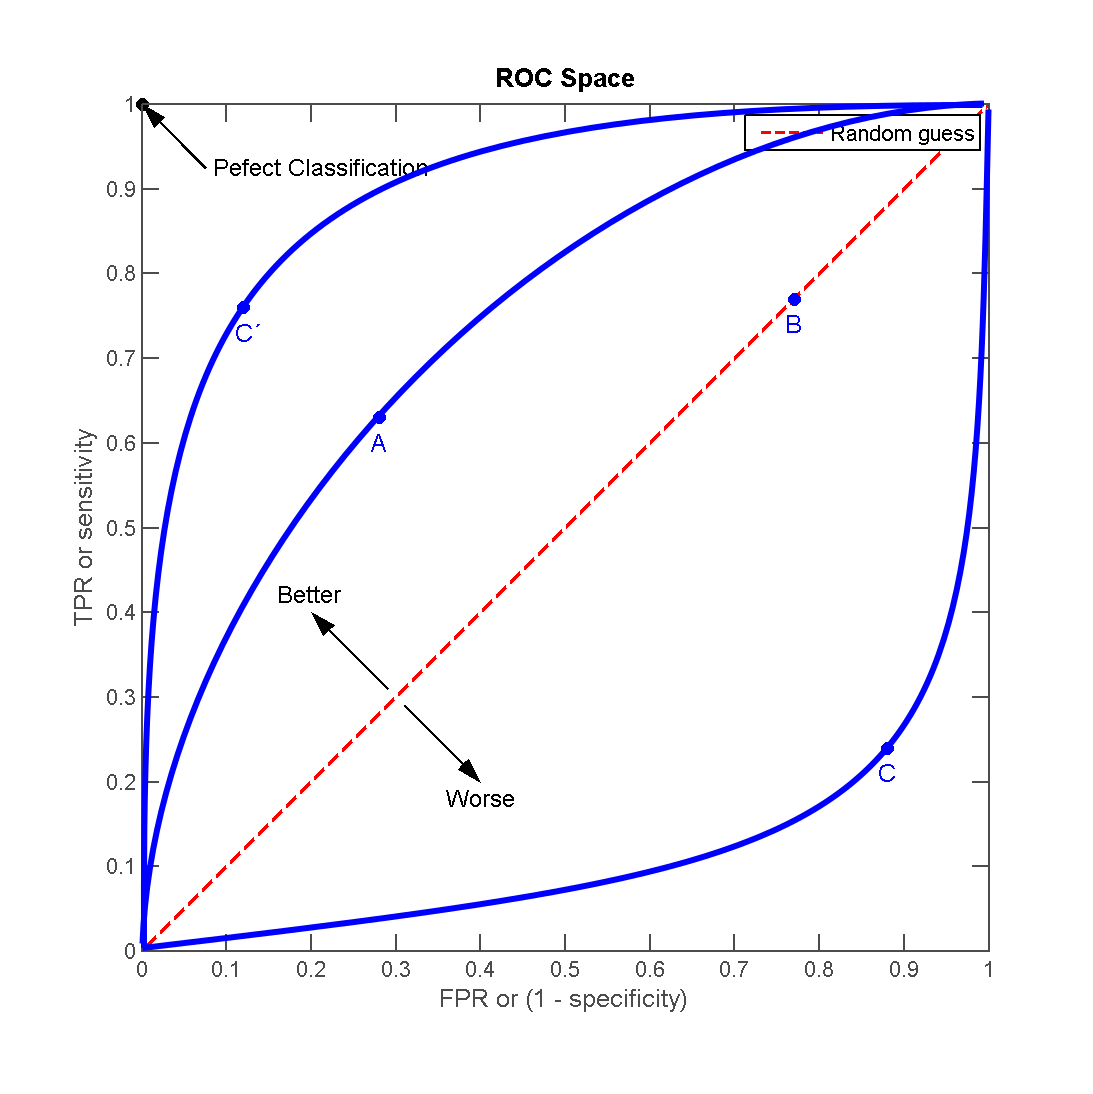 ROC Space
Random guess
Pefect Classification
C´
B
A
Better
Worse
C
TPR or sensitivity
1
0.9
0.8
0.7
0.6
0.5
0.4
0.3
0.2
0.1
0
0 0.1 0.2 0.3 0.4 0.5 0.6 0.7 0.8 0.9 1
FPR or (1 - specificity)